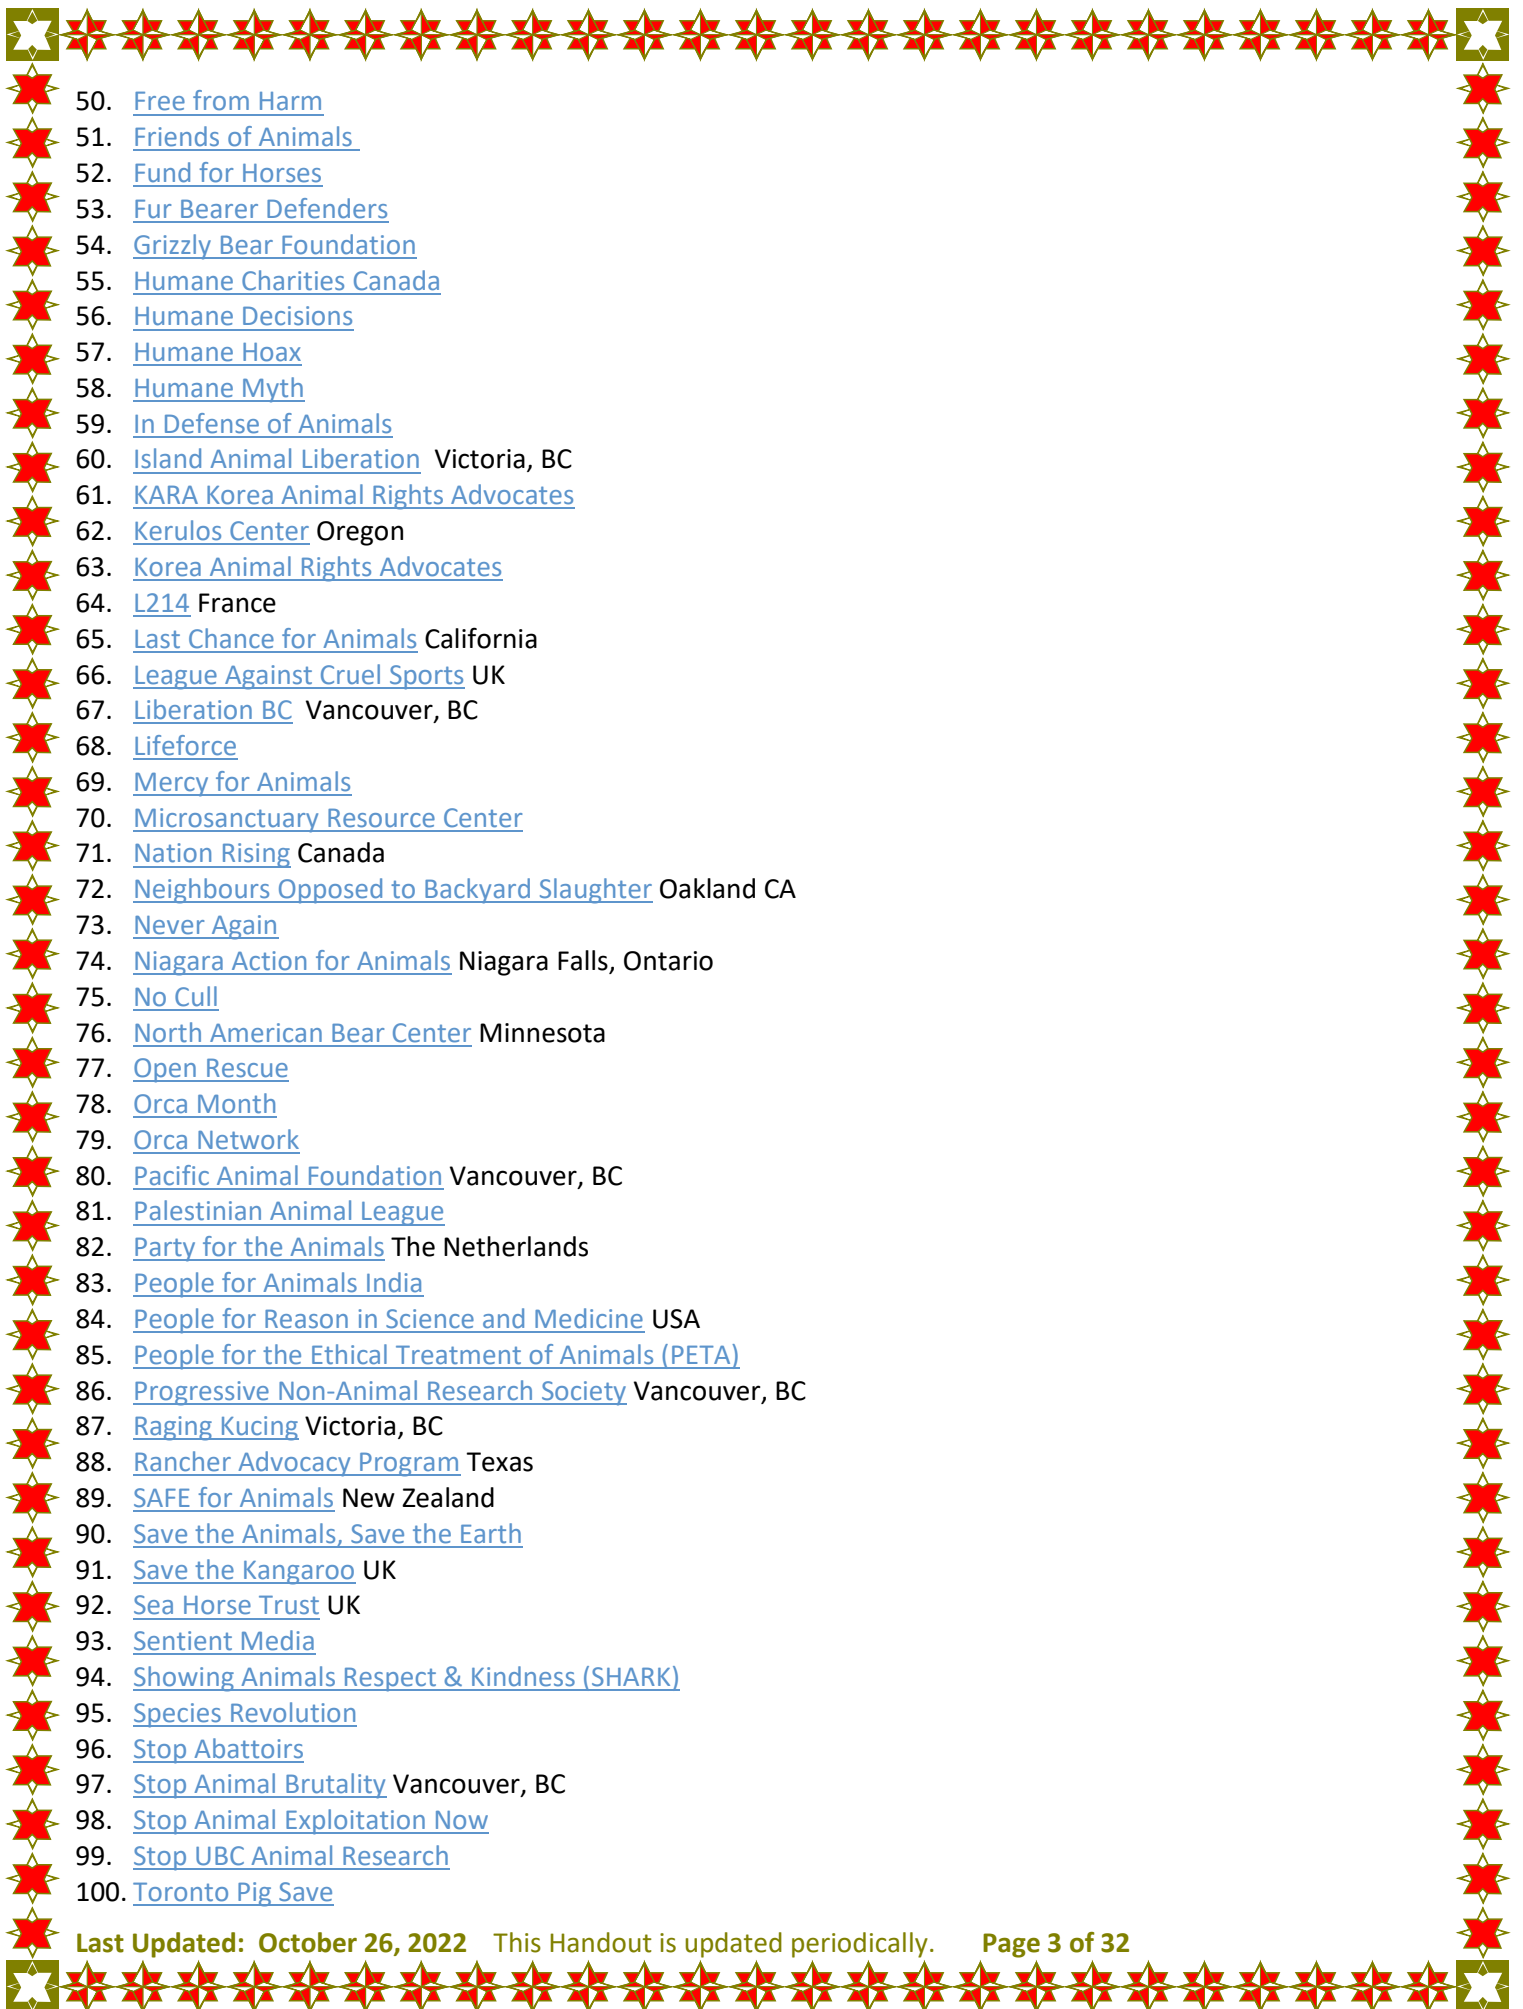 50. Free from Harm
51. Friends of Animals
52. Fund for Horses
53. Fur Bearer Defenders
54. Grizzly Bear Foundation
55. Humane Charities Canada
56. Humane Decisions
57. Humane Hoax
58. Humane Myth
59. In Defense of Animals
60. Island Animal Liberation Victoria, BC
61. KARA Korea Animal Rights Advocates
62. Kerulos Center Oregon
63. Korea Animal Rights Advocates
64. L214 France
65. Last Chance for Animals California
66. League Against Cruel Sports UK
67. Liberation BC Vancouver, BC
68. Lifeforce
69. Mercy for Animals
70. Microsanctuary Resource Center
71. Nation Rising Canada
72. Neighbours Opposed to Backyard Slaughter Oakland CA
73. Never Again
74. Niagara Action for Animals Niagara Falls, Ontario
75. No Cull
76. North American Bear Center Minnesota
77. Open Rescue
78. Orca Month
79. Orca Network
80. Pacific Animal Foundation Vancouver, BC
81. Palestinian Animal League
82. Party for the Animals The Netherlands
83. People for Animals India
84. People for Reason in Science and Medicine USA
85. People for the Ethical Treatment of Animals (PETA)
86. Progressive Non-Animal Research Society Vancouver, BC
87. Raging Kucing Victoria, BC
88. Rancher Advocacy Program Texas
89. SAFE for Animals New Zealand
90. Save the Animals, Save the Earth
91. Save the Kangaroo UK
92. Sea Horse Trust UK
93. Sentient Media
94. Showing Animals Respect & Kindness (SHARK)
95. Species Revolution
96. Stop Abattoirs
97. Stop Animal Brutality Vancouver, BC
98. Stop Animal Exploitation Now
99. Stop UBC Animal Research
100. Toronto Pig Save
Last Updated: October 26, 2022 This Handout is updated periodically. Page 3 of 32